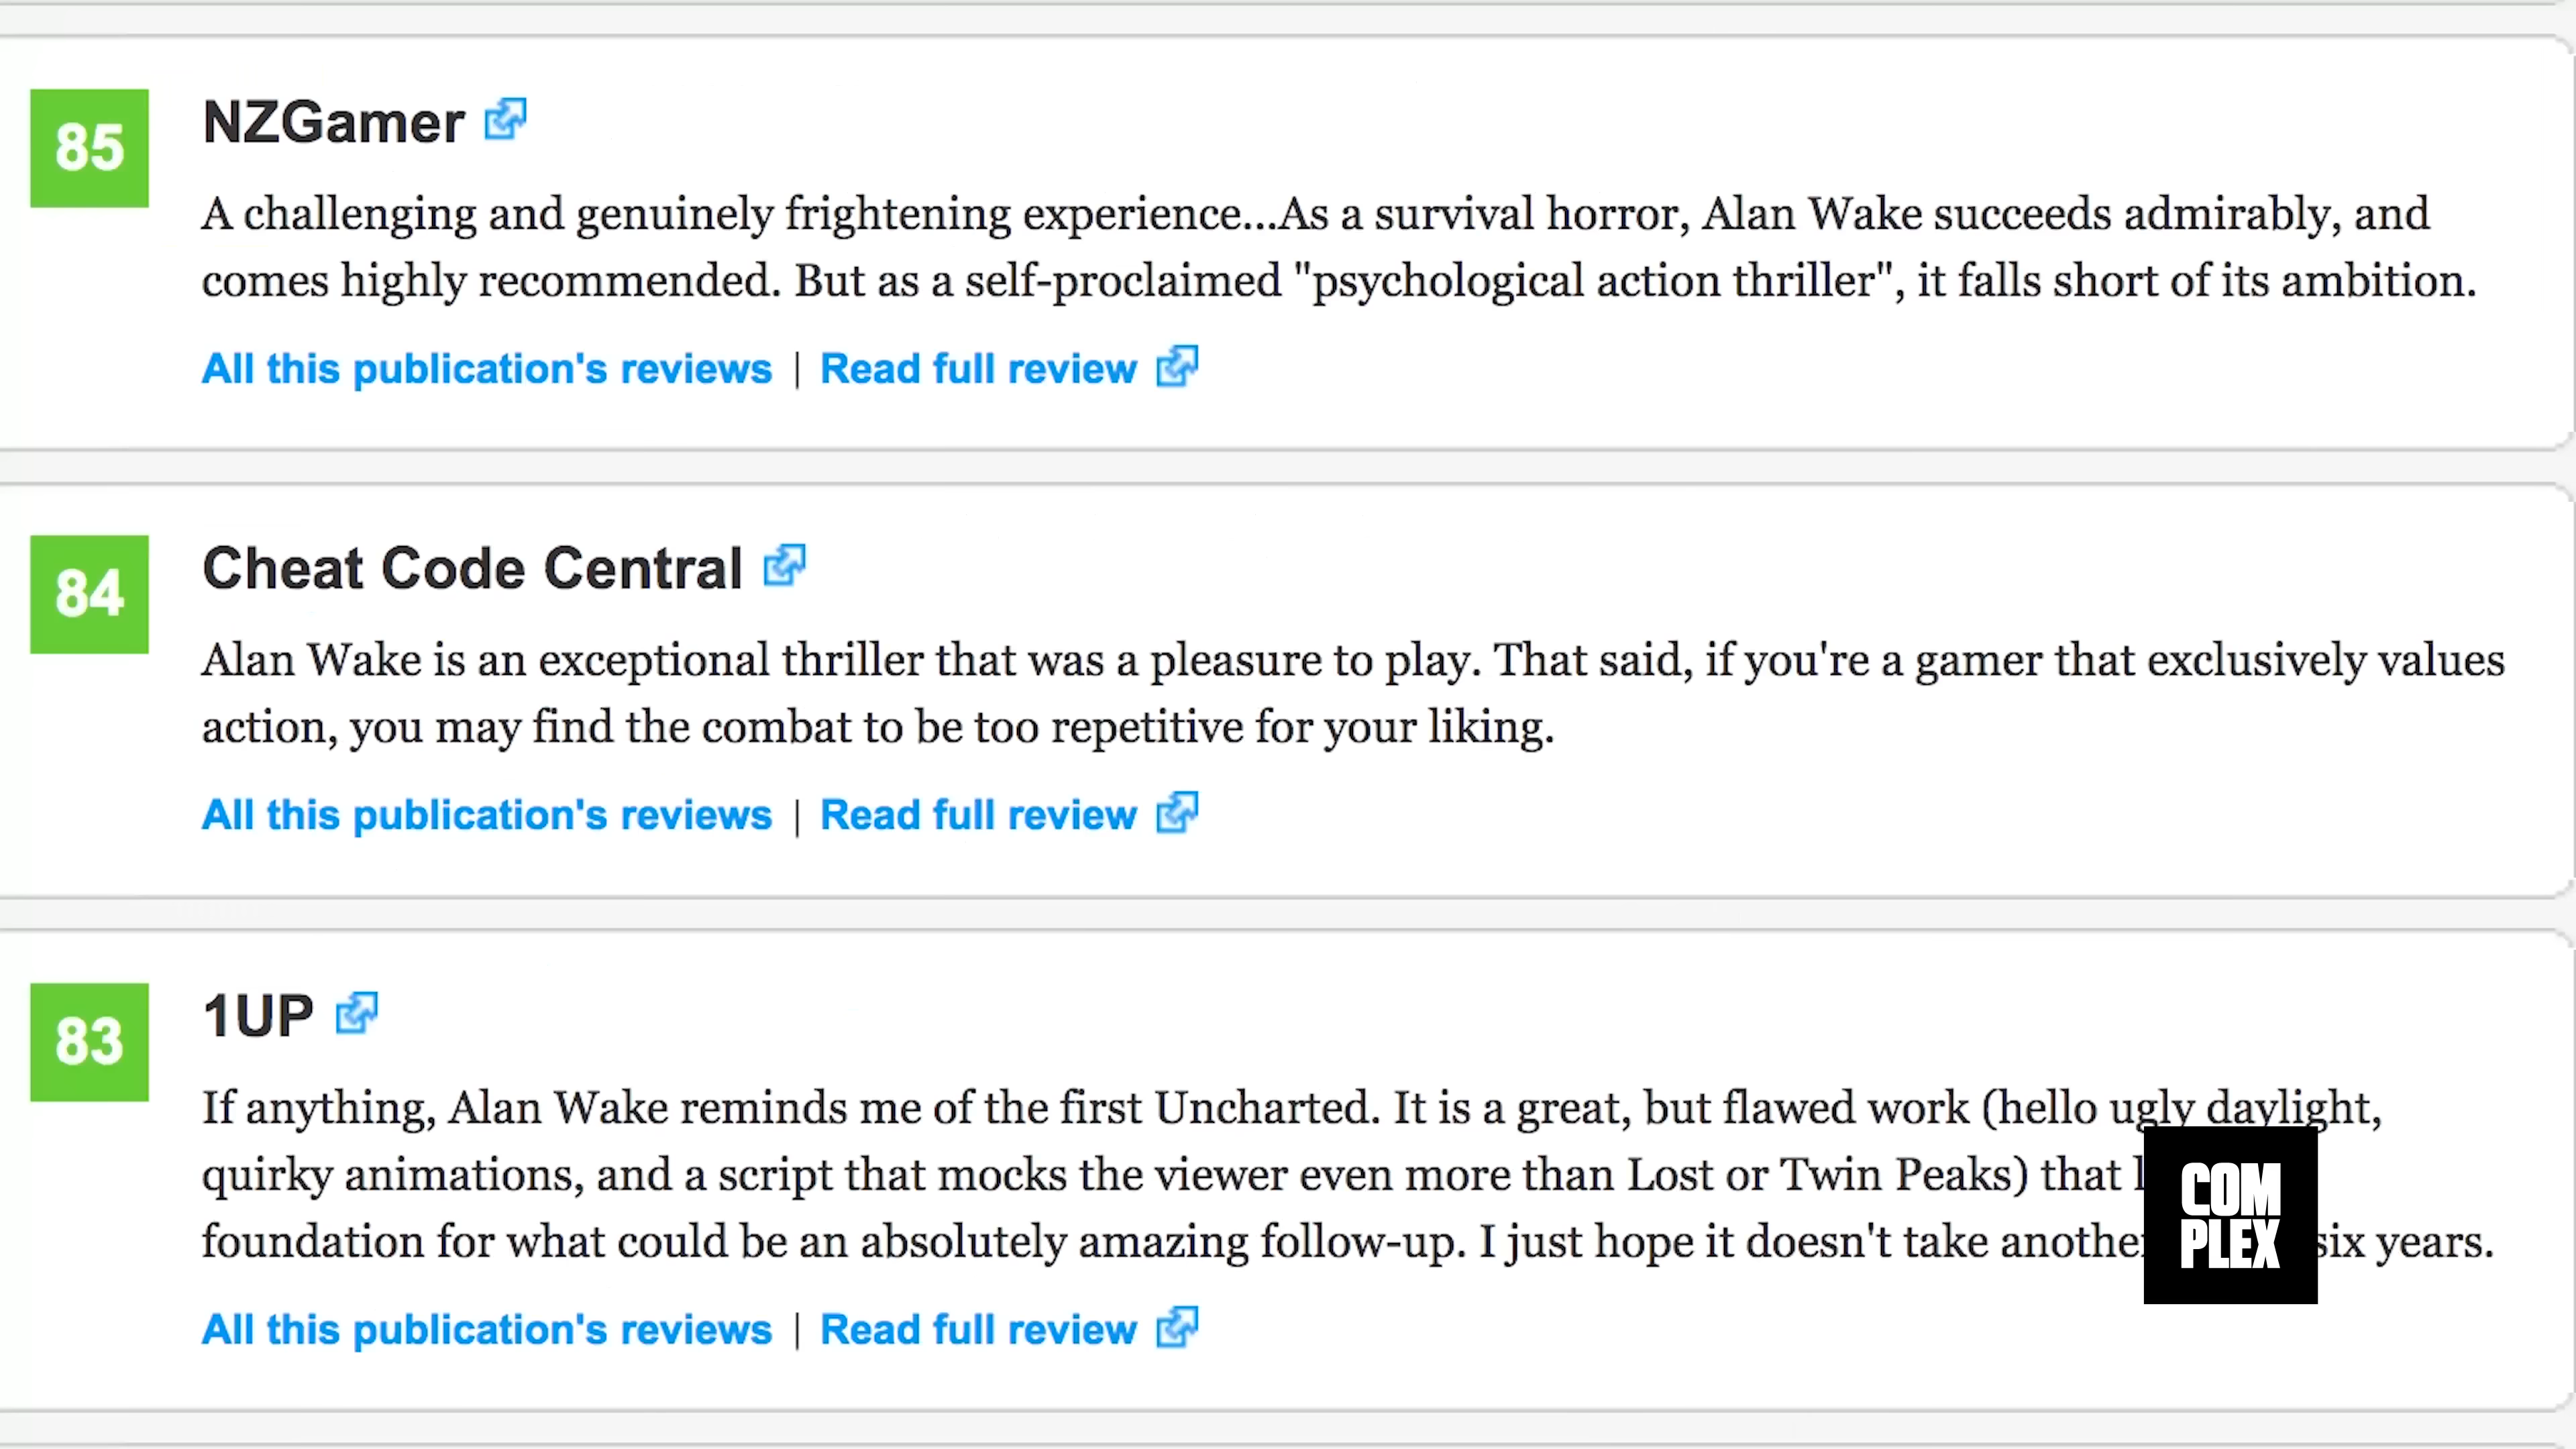 85
NZGamer
A challenging and genuinely frightening experience...As a survival horror, Alan Wake succeeds admirably, and
comes highly recommended. But as a self-proclaimed "psychological action thriller", it falls short of its ambition.
All this publication's reviews | Read full review
84
Cheat Code Central
Alan Wake is an exceptional thriller that was a pleasure to play. That said, if you're a gamer that exclusively values
action, you may find the combat to be too repetitive for your liking.
All this publication's reviews | Read full review
83
1UP
If anything, Alan Wake reminds me of the first Uncharted. It is a great, but flawed work (hello ugly daylight,
quirky animations, and a script that mocks the viewer even more than Lost or Twin Peaks) that
foundation for what could be an absolutely amazing follow-up. I just hope it doesn't take another six years.
All this publication's reviews | Read full review
COM
PLEX